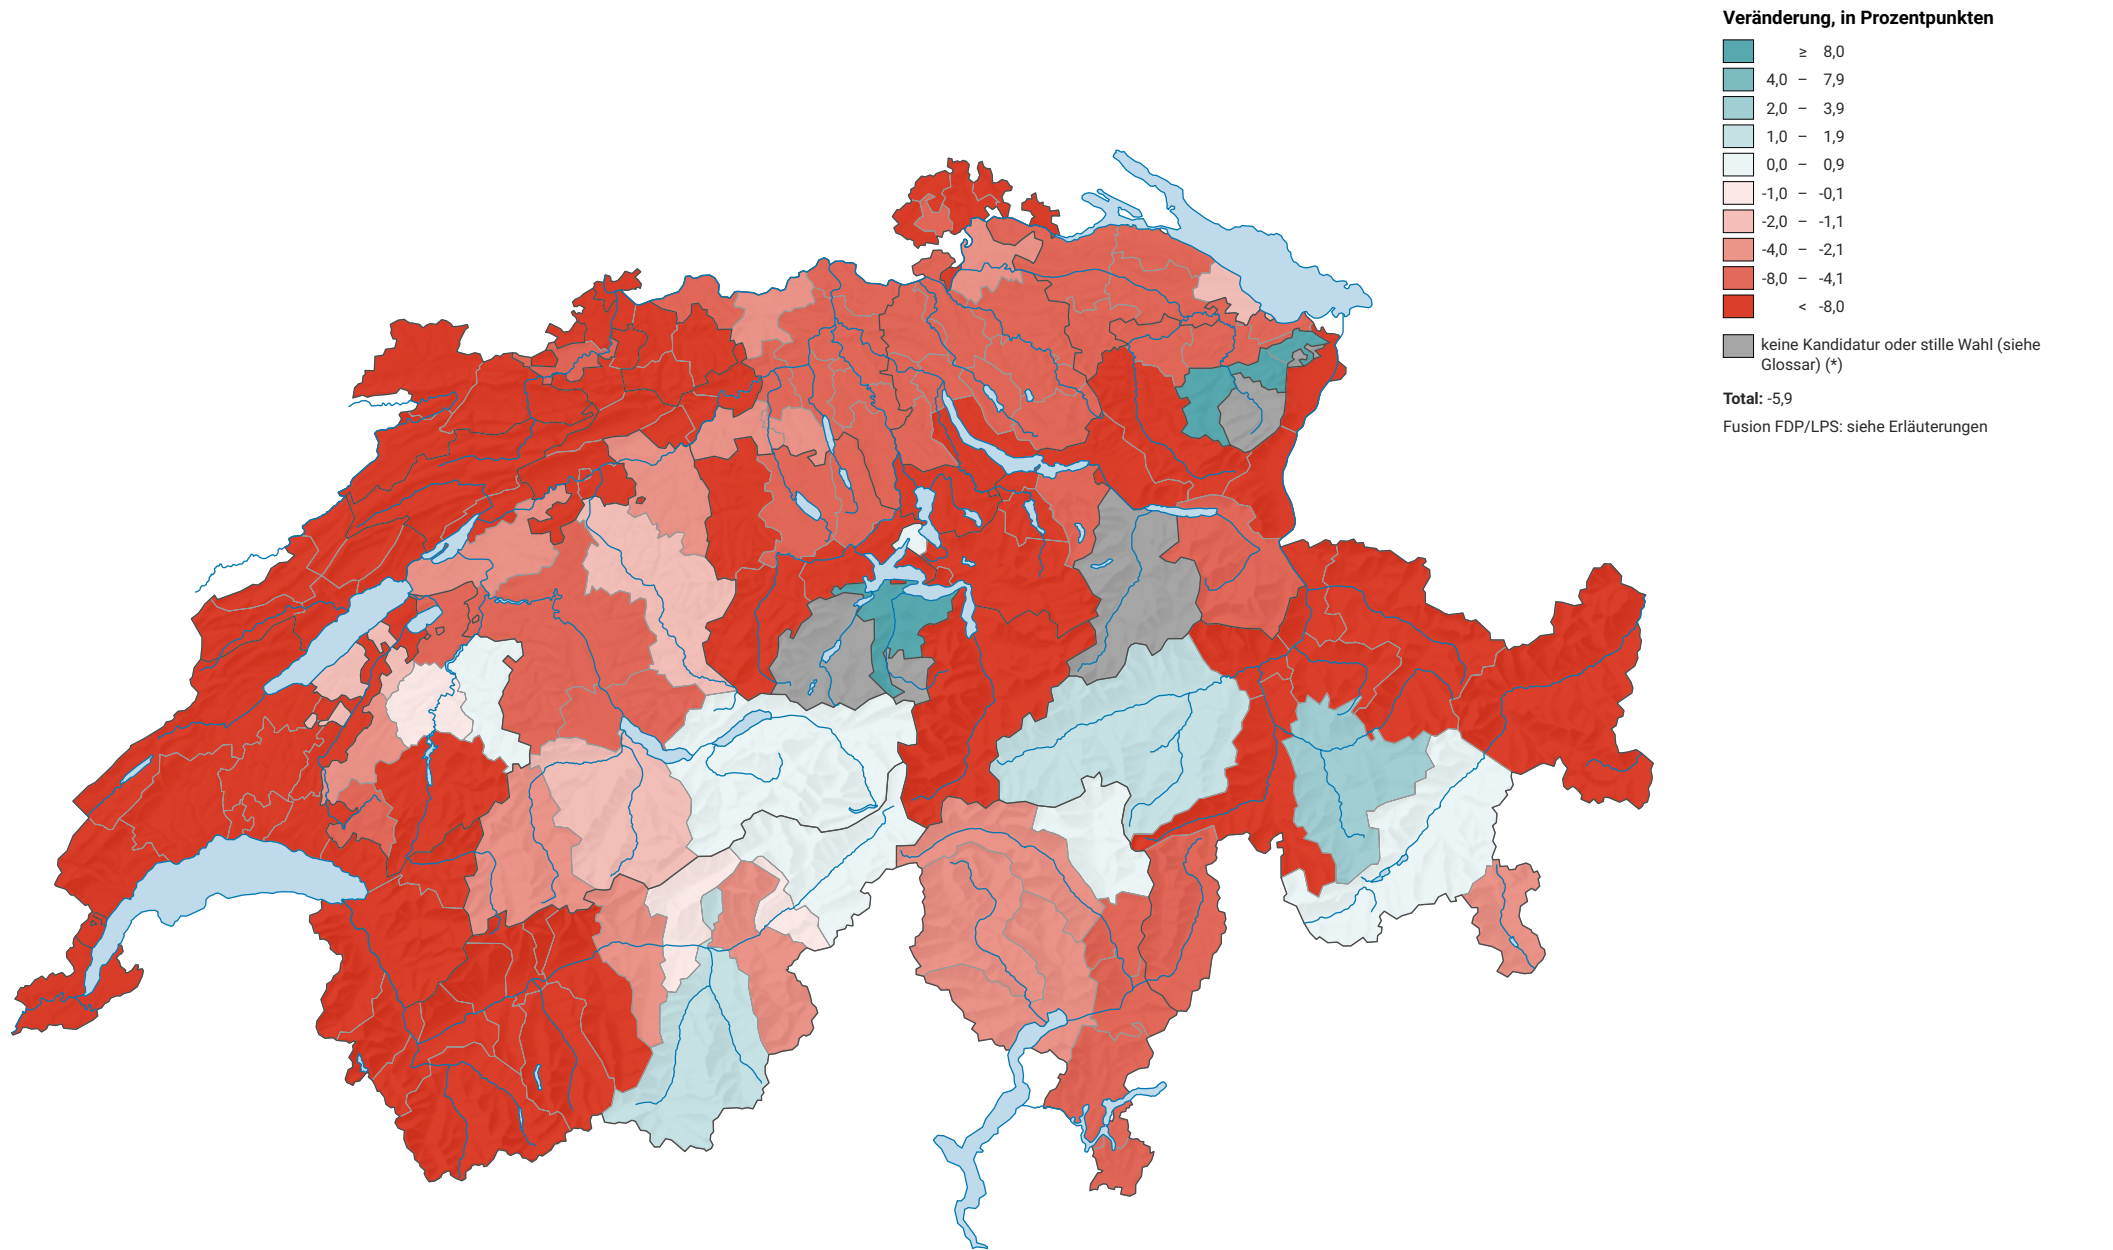 Veränderung, in Prozentpunkten
≥ 8,0
4,0 – 7,9
2,0 – 3,9
1,0 – 1,9
0,0 – 0,9
-1,0 – -0,1
-2,0 – -1,1
-4,0 – -2,1
-8,0 – -4,1
< -8,0
keine Kandidatur oder stille Wahl (siehe
Glossar) (*)
Total: -5,9
Fusion FDP/LPS: siehe Erläuterungen